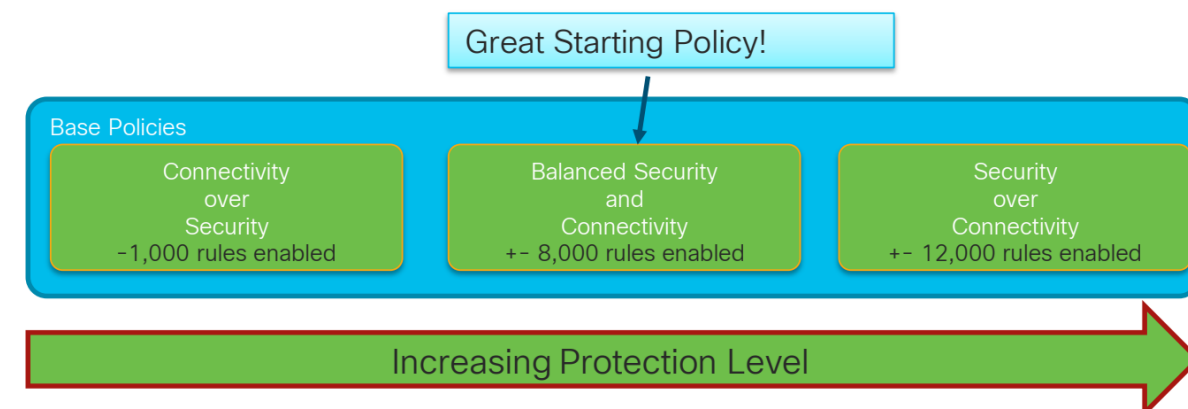 Great Starting Policy!
Base Policies
Connectivity
over
Security
-1,000 rules enabled
Balanced Security
and
Connectivity
+- 8,000 rules enabled
Security
over
Connectivity
+- 12,000 rules enabled
Increasing Protection Level